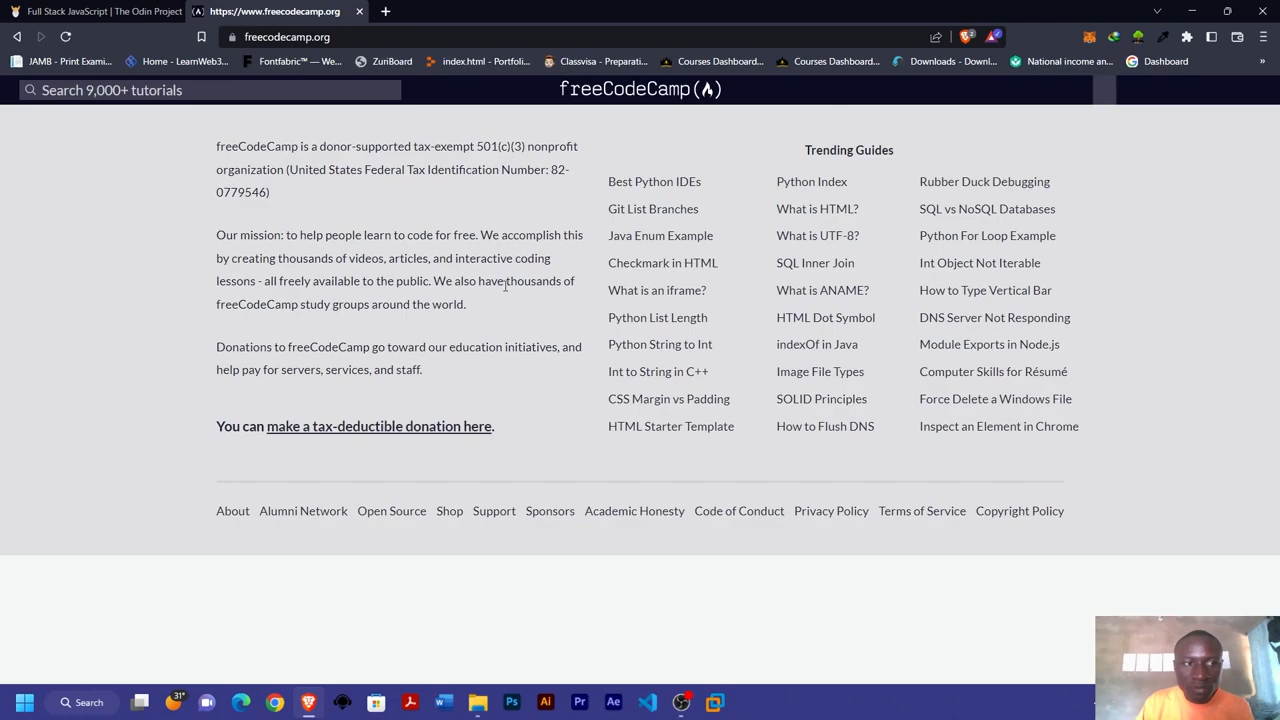 Full Stack JavaScript | The Odin Project
https://www.freecodecamp.org
freecodecamp.org
JAMB - Print Exami...
Home - LearnWeb3...
Fontfabric™ — We...
ZuriBoard
index.html - Portfoli...
Classvisa - Preparati...
Courses Dashboard...
Courses Dashboard...
Downloads - Downl...
National income an...
Dashboard
Search 9,000+ tutorials
freeCodeCamp
freeCodeCamp is a donor-supported tax-exempt 501(c)(3) nonprofit
organization (United States Federal Tax Identification Number: 82-
0779546)
Our mission: to help people learn to code for free. We accomplish this
by creating thousands of videos, articles, and interactive coding
lessons - all freely available to the public. We also have thousands of
freeCodeCamp study groups around the world.
Donations to freeCodeCamp go toward our education initiatives, and
help pay for servers, services, and staff.
You can make a tax-deductible donation here.
Trending Guides
Best Python IDEs
Git List Branches
Java Enum Example
Checkmark in HTML
What is an iframe?
Python List Length
Python String to Int
Int to String in C++
CSS Margin vs Padding
HTML Starter Template
Python Index
What is HTML?
What is UTF-8?
SQL Inner Join
What is ANAME?
HTML Dot Symbol
indexOf in Java
Image File Types
SOLID Principles
How to Flush DNS
Rubber Duck Debugging
SQL vs NoSQL Databases
Python For Loop Example
Int Object Not Iterable
How to Type Vertical Bar
DNS Server Not Responding
Module Exports in Node.js
Computer Skills for Résumé
Force Delete a Windows File
Inspect an Element in Chrome
About
Alumni Network
Open Source
Shop
Support
Sponsors
Academic Honesty
Code of Conduct
Privacy Policy
Terms of Service
Copyright Policy
Search
31°
Ps
Ai
Pr
Ae